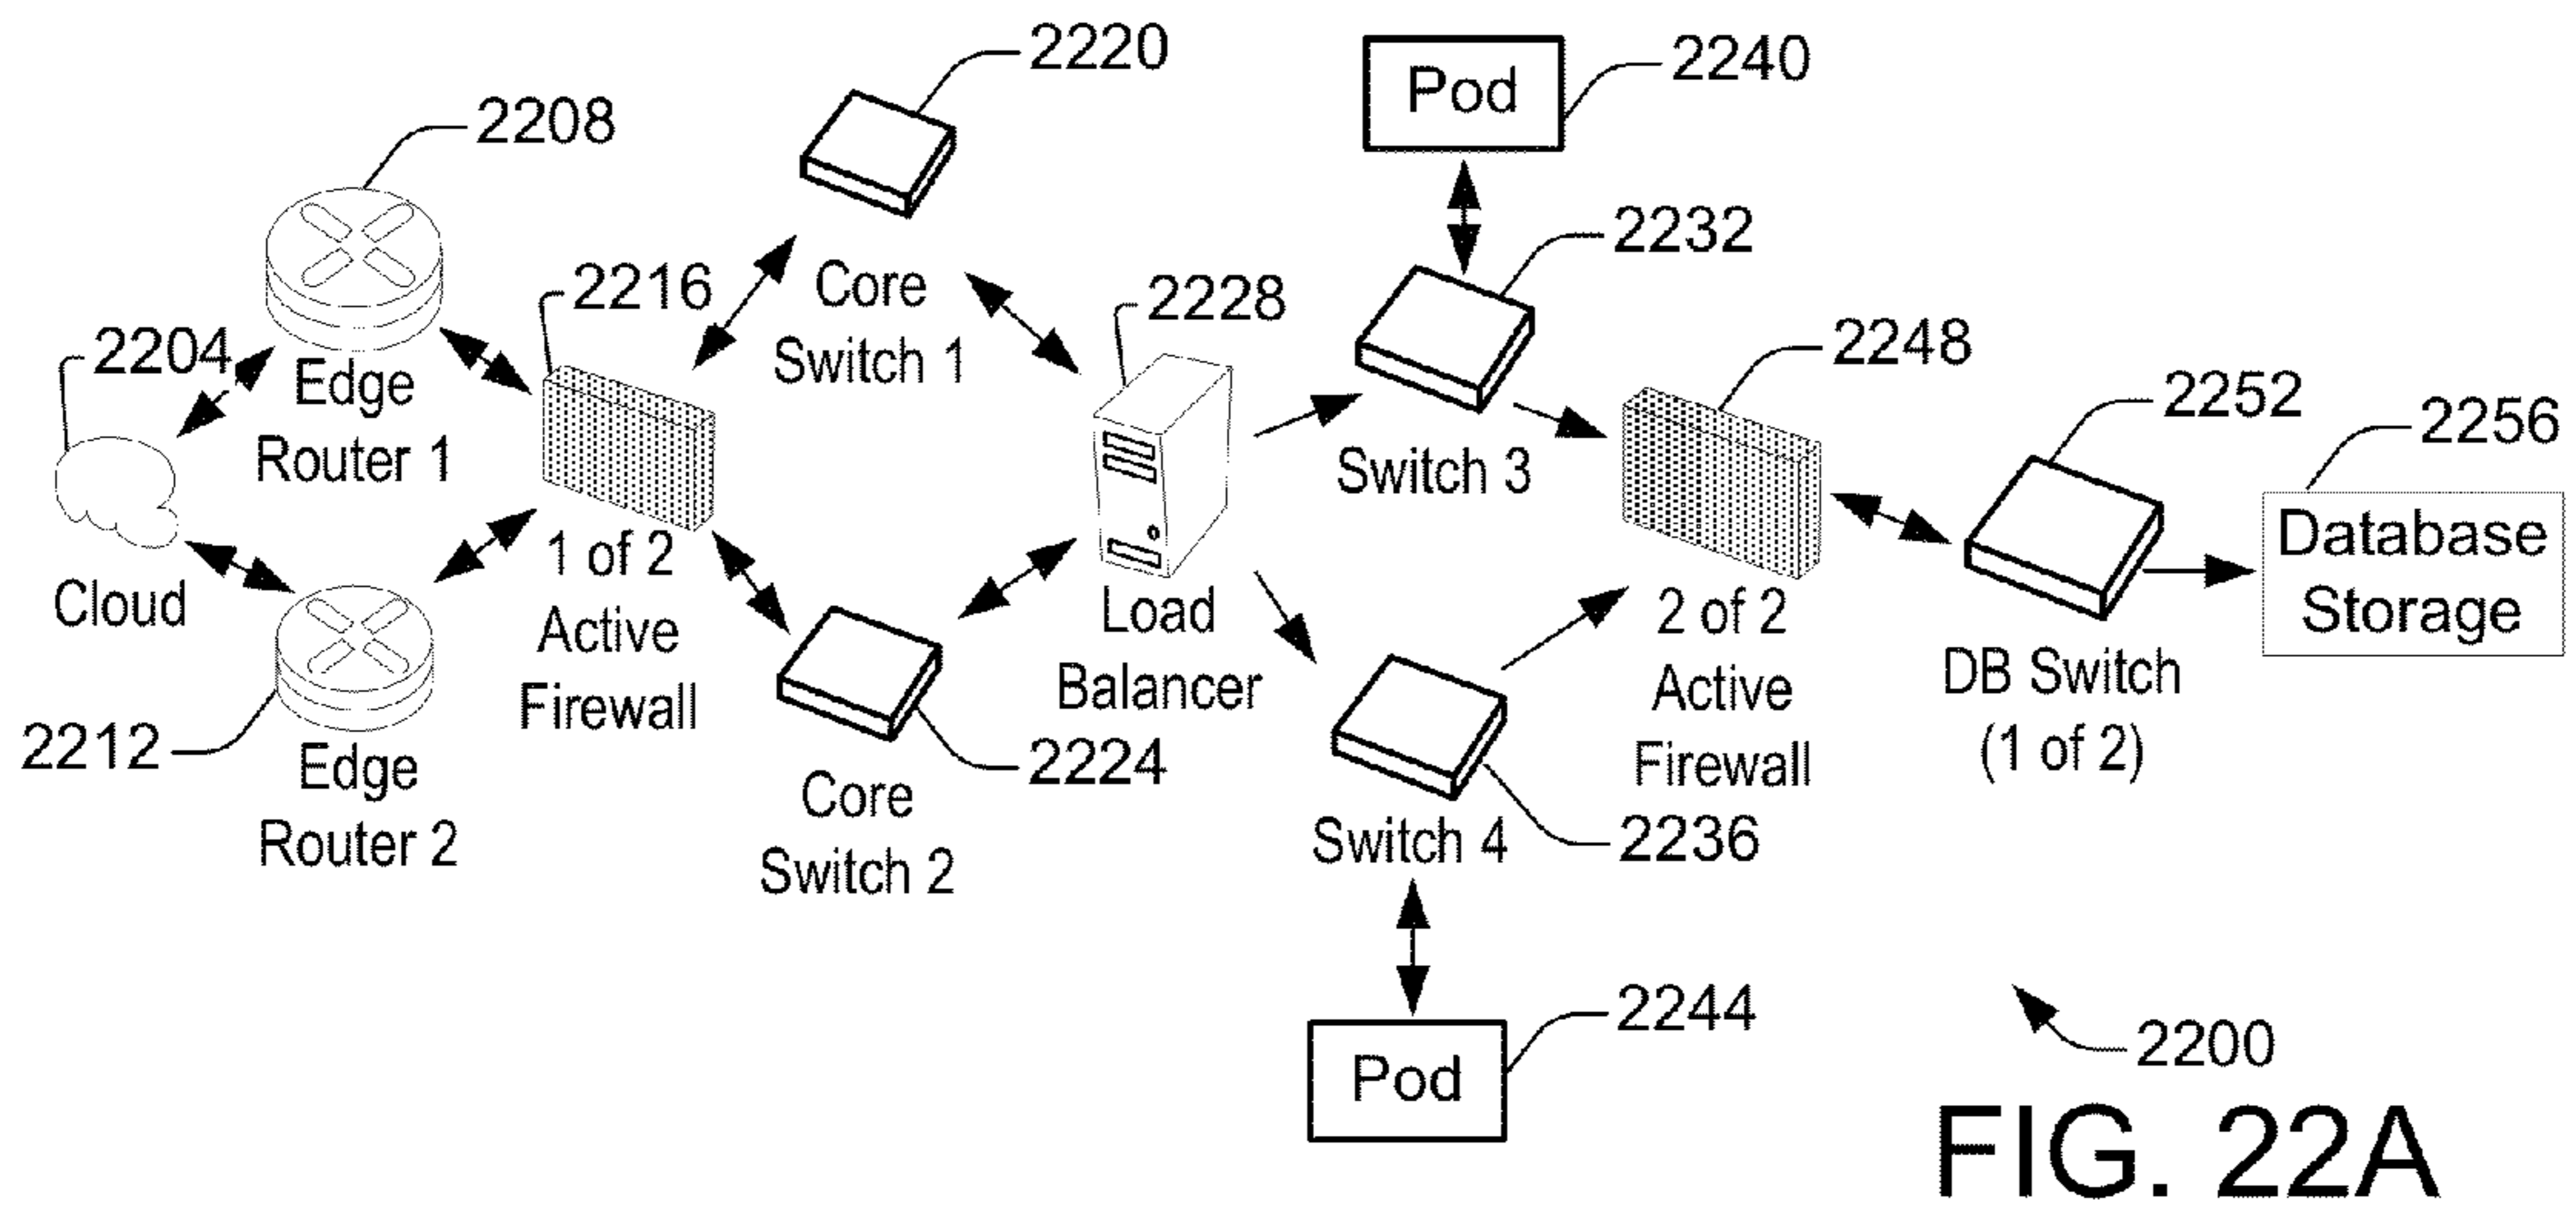 2220
2240
Pod
2208
2232
2216
Core
Switch 1
2228
2248
2204
Edge
Router 1
2252
2256
Switch 3
Database
Storage
1 of 2
Active
Firewall
Cloud
Load
Balancer
2 of 2
Active
Firewall
DB Switch
(1 of 2)
2212
Edge
Router 2
2224
Core
Switch 2
Switch 4
2236
2244
Pod
2200
FIG. 22A